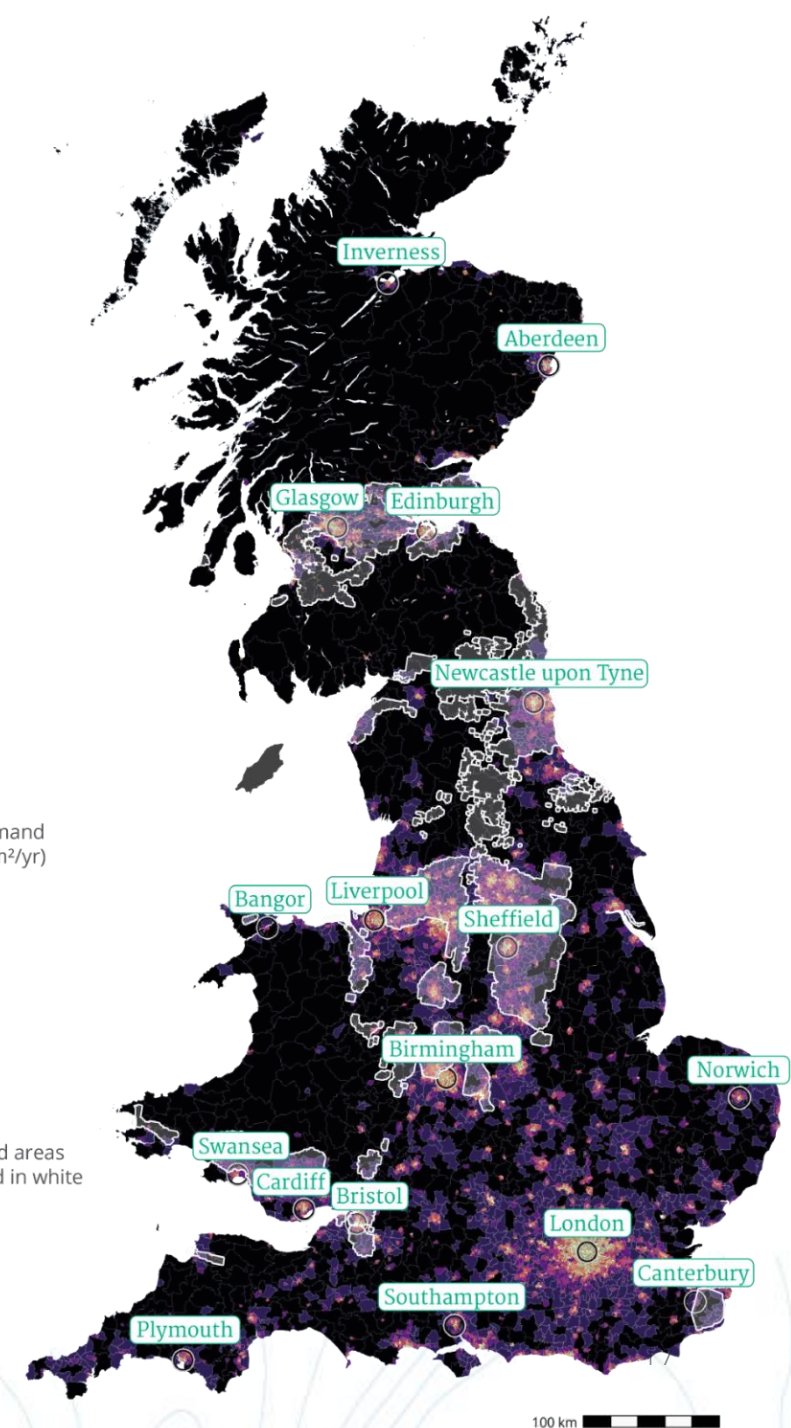 Inverness
Aberdeen
Glasgow
Edinburgh
Newcastle upon Tyne
mand
m²/yr)
Bangor
Liverpool
Sheffield
Birmingham
Norwich
d areas
d in white
Swansea
Cardiff
Bristol
London
Canterbury
Southampton
Plymouth
100 km